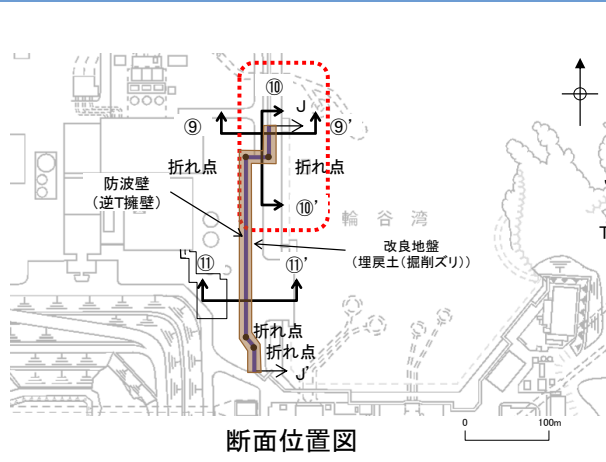 ⑩
J
⑨
⑨’
折れ点
折れ点
防波壁
（逆T擁壁）
⑩’
輪谷湾
改良地盤
（埋戻土（掘削ズリ））
⑪
⑪’
折れ点
折れ点
J’
T
0
100m
断面位置図